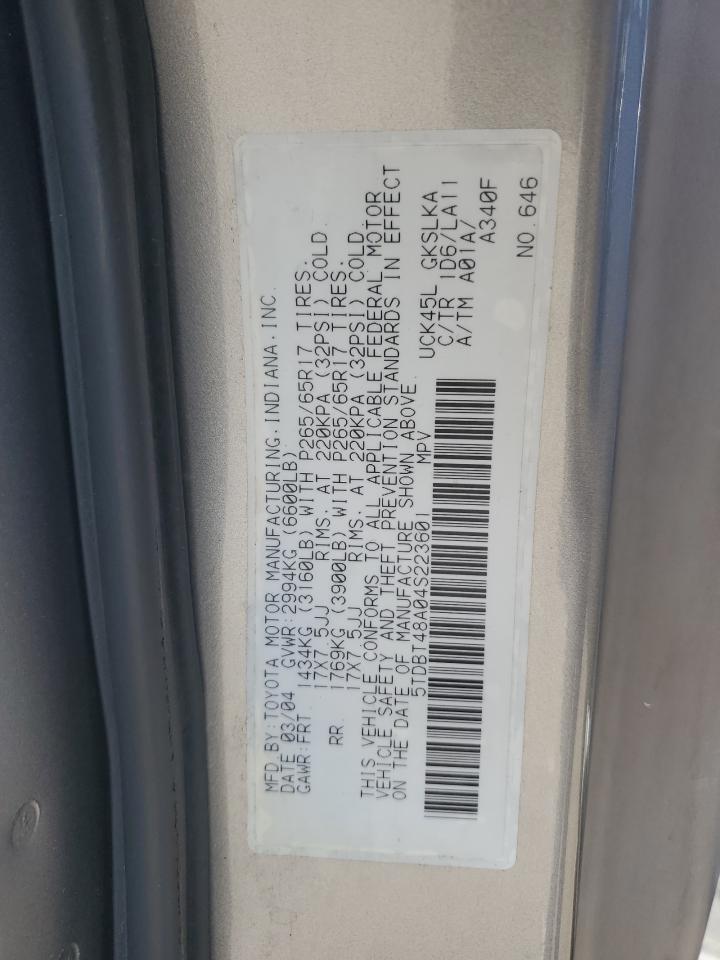 MFD.BY:TOYOTA MOTOR MANUFACTURING,INDIANA.INC.
DATE 03/04 GVWR:2994KG (6600LB)
GAWR:FRT. 1434KG (3160LB) WITH P265/65R17 TIRES.
17X7.5JJ RIMS. AT 220KPA (32PSI) COLD.
RR. 1769KG (3900LB) WITH P265/65R17 TIRES.
17X7.5JJ RIMS. AT 220KPA (32PSI) COLD.
THIS VEHICLE CONFORMS TO ALL APPLICABLE FEDERAL MOTOR
VEHICLE SAFETY AND THEFT PREVENTION STANDARDS IN EFFECT
ON THE DATE OF MANUFACTURE SHOWN ABOVE.
5TDBT48A04S223601 MPV
UCK45L GKSLKA
C/TR 1D6/LA11
A/TM A01A/
A340F
NO.646